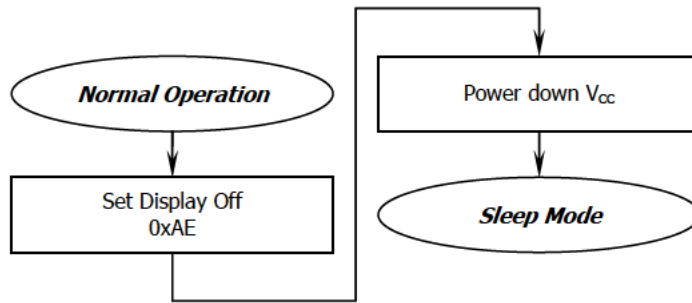 Normal Operation
Set Display Off
0xAE
Power down Vcc
Sleep Mode